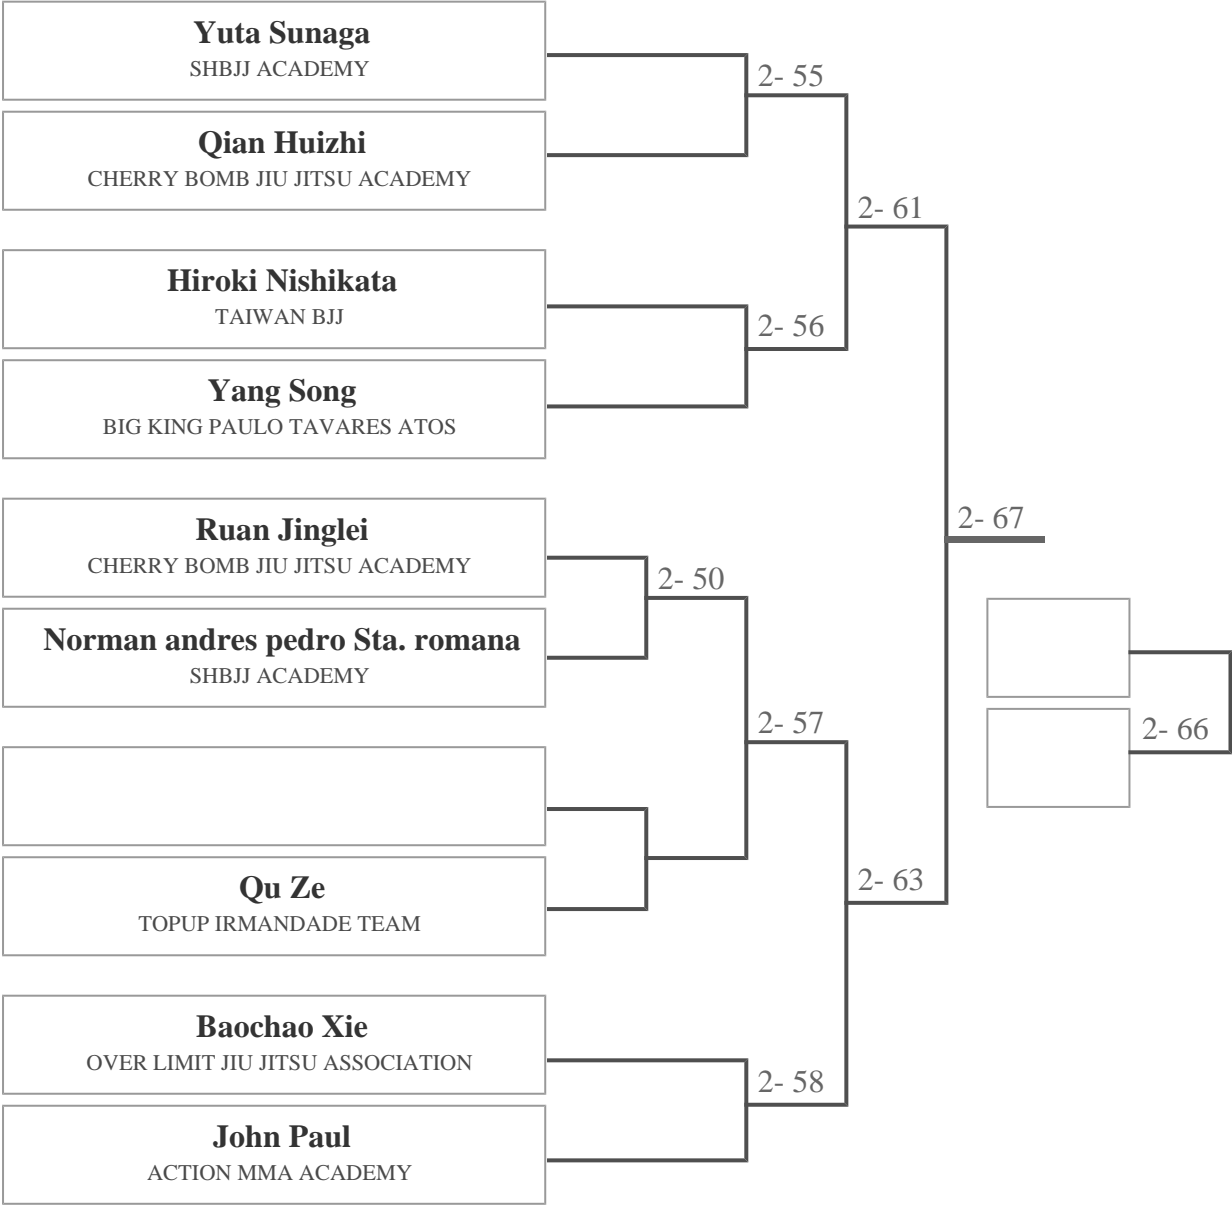 Yuta Sunaga
SHBJJ ACADEMY
2- 55
Qian Huizhi
CHERRY BOMB JIU JITSU ACADEMY
2- 61
Hiroki Nishikata
TAIWAN BJJ
2- 56
Yang Song
BIG KING PAULO TAVARES ATOS
Ruan Jinglei
CHERRY BOMB JIU JITSU ACADEMY
2- 67
2- 50
Norman andres pedro Sta. romana
SHBJJ ACADEMY
2- 57
2- 66
Qu Ze
TOPUP IRMANDADE TEAM
2- 63
Baochao Xie
OVER LIMIT JIU JITSU ASSOCIATION
2- 58
John Paul
ACTION MMA ACADEMY